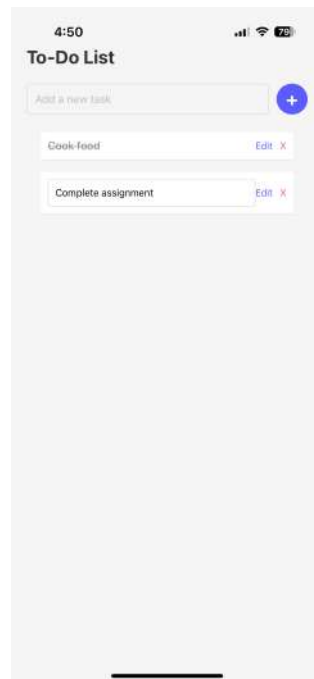 4:50 79
To-Do List
Add a new task
+
Cook food Edit X
Complete assignment Edit X